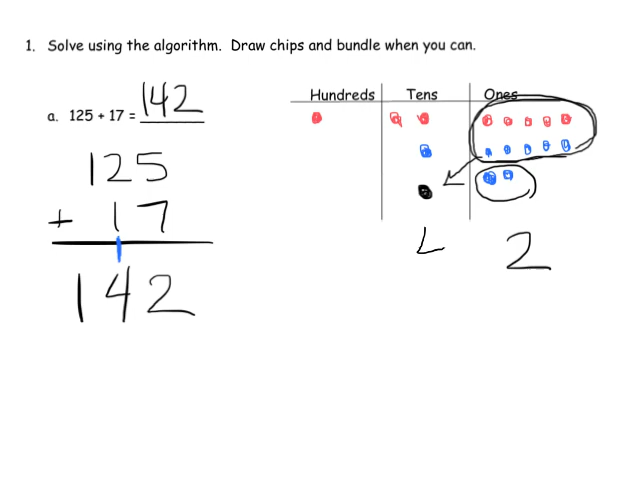 1. Solve using the algorithm. Draw chips and bundle when you can.
a. 125 + 17 = 142
Hundreds Tens Ones
125
+ 17
1
142
2